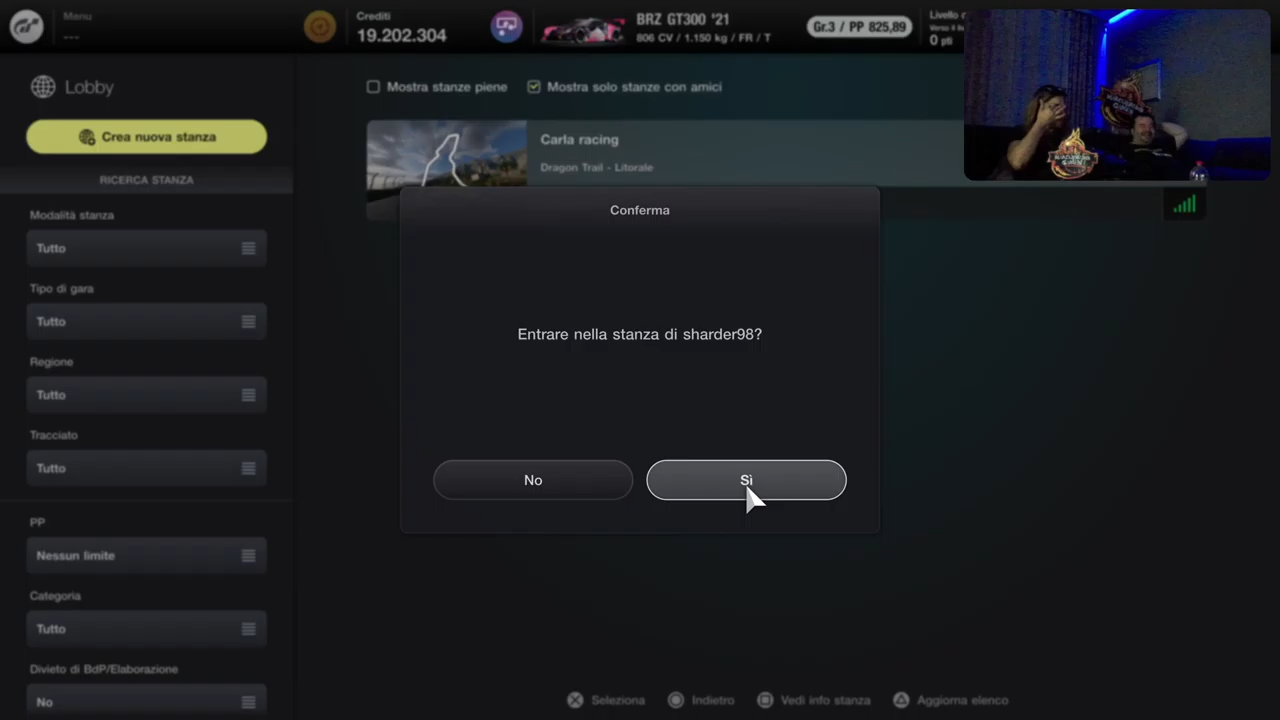 Menu
---
Crediti
19.202.304
BRZ GT300 '21
806 CV / 1.150 kg / FR / T
Gr.3 / PP 825,89
Livello
Verso il
0 pti
Lobby
Crea nuova stanza
RICERCA STANZA
Modalità stanza
Tutto
Tipo di gara
Tutto
Regione
Tutto
Tracciato
Tutto
PP
Nessun limite
Categoria
Tutto
Divieto di BdP/Elaborazione
No
Mostra stanze piene
Mostra solo stanze con amici
Carla racing
Dragon Trail - Litorale
Conferma
Entrare nella stanza di sharder98?
No
Sì
Seleziona
Indietro
Vedi info stanza
Aggiorna elenco